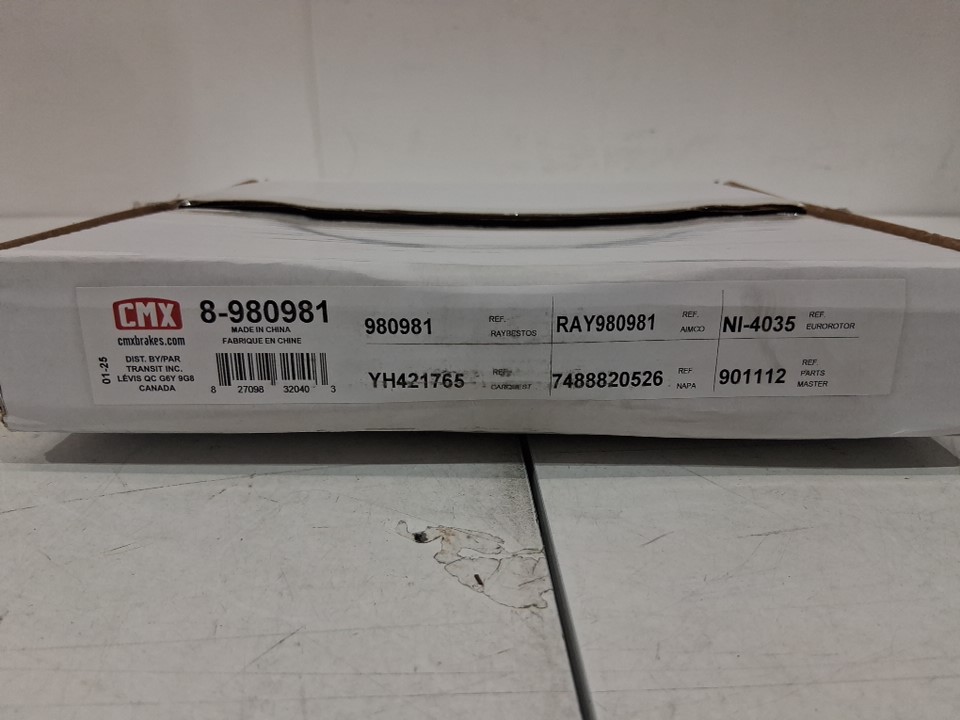 CMX
cmxbrakes.com
8-980981
MADE IN CHINA
FABRIQUE EN CHINE
01-25
DIST. BY/PAR
TRANSIT INC.
LÉVIS QC G6Y 9G8
CANADA
8 27098 32040 3
980981 REF. RAYBESTOS
RAY980981 REF. AIMCO
NI-4035 REF. EUROROTOR
YH421765 REF. CARQUEST
7488820526 REF NAPA
901112 REF. PARTS MASTER